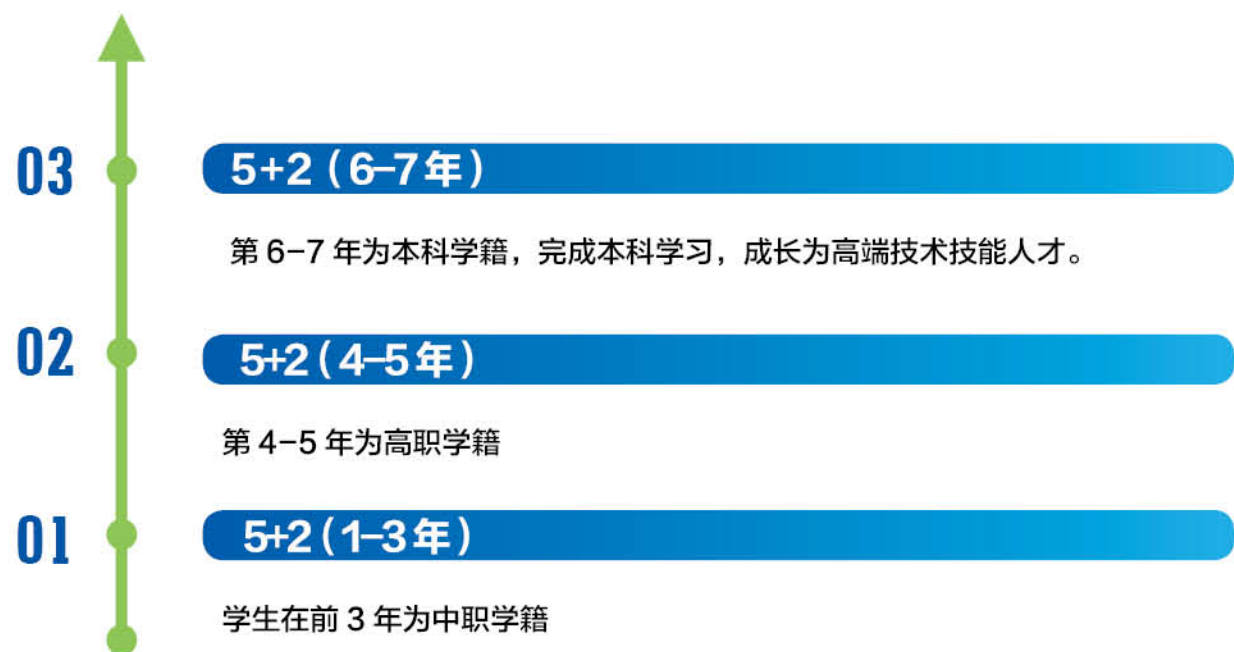 03
5+2（6-7年）
第 6-7 年为本科学籍，完成本科学习，成长为高端技术技能人才。
02
5+2（4-5年）
第 4-5 年为高职学籍
01
5+2（1-3年）
学生在前 3 年为中职学籍